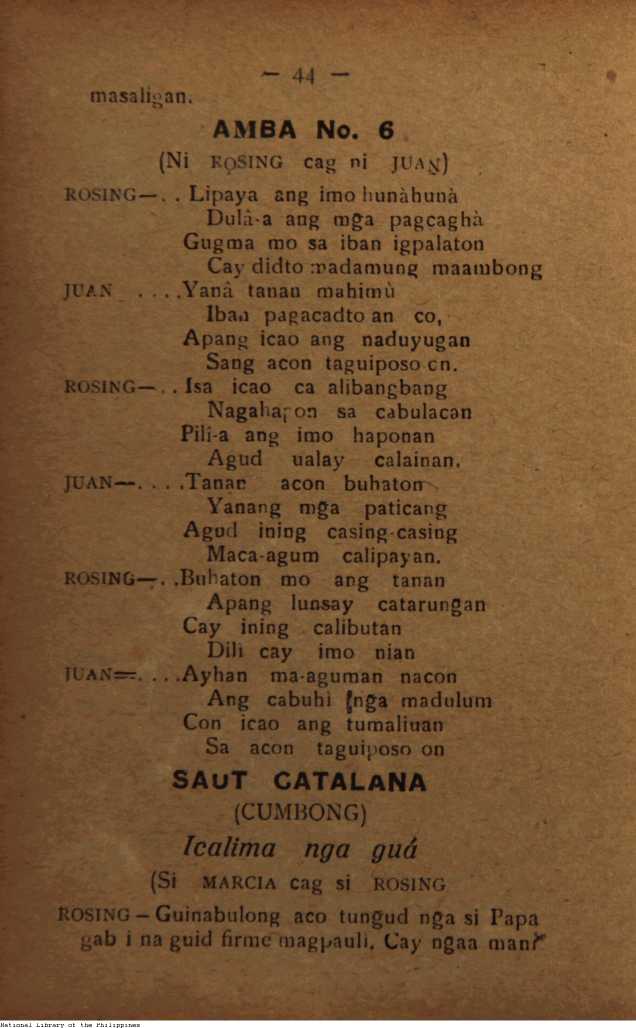 — 44 —
masaligan.
AMBA No. 6
(Ni ROSING cag ni JUAN)
ROSING—. . Lipaya ang imo hunàhunà
Dulâ-a ang mg̃a pagcaghà
Gugma mo sa iban igpalaton
Cay didto madamung maambong
JUAN . . . .Yanâ tanan mahimù
Iban pagacadto an co,
Apang icao ang naduyugan
Sang acon taguiposo on.
ROSING—. . Isa icao ca alibangbang
Nagahapon sa cabulacan
Pili-a ang imo haponan
Agud ualay calainan.
JUAN—. . . .Tanan acon buhaton
Yanang mg̃a paticang
Agud ining casing-casing
Maca-agum calipayan.
ROSING—. .Buhaton mo ang tanan
Apang lunsay catarungan
Cay ining calibutan
Dili cay imo nian
JUAN=. . . .Ayhan ma-aguman nacon
Ang cabuhi nga madulum
Con icao ang tumaliuan
Sa acon taguiposo on
SAUT CATALANA
(CUMBONG)
Icalima nga guá
(Si MARCIA cag si ROSING
ROSING — Guinabulong aco tungud nga si Papa
gab i na guid firme magpauli. Cay ngaa man?
National Library of the Philippines